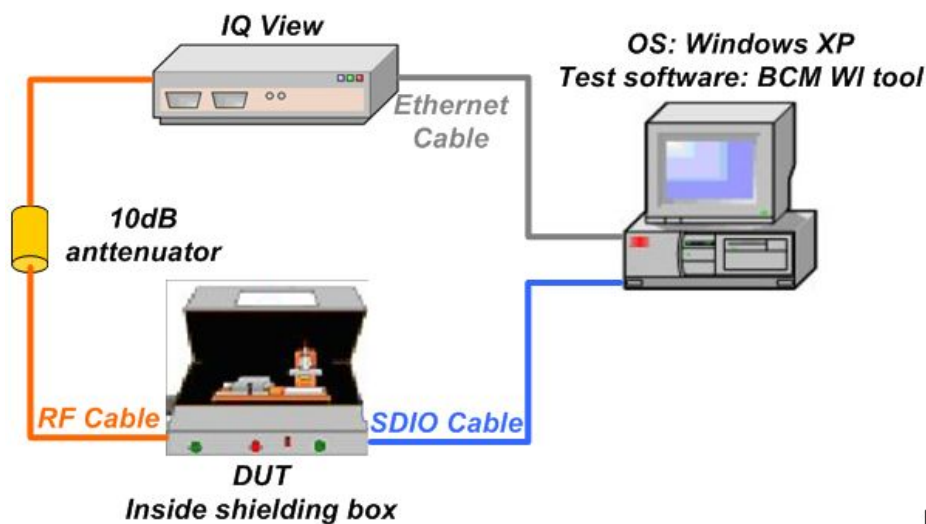 IQ View
OS: Windows XP
Test software: BCM WI tool
Ethernet
Cable
10dB
anttenuator
RF Cable
SDIO Cable
DUT
Inside shielding box